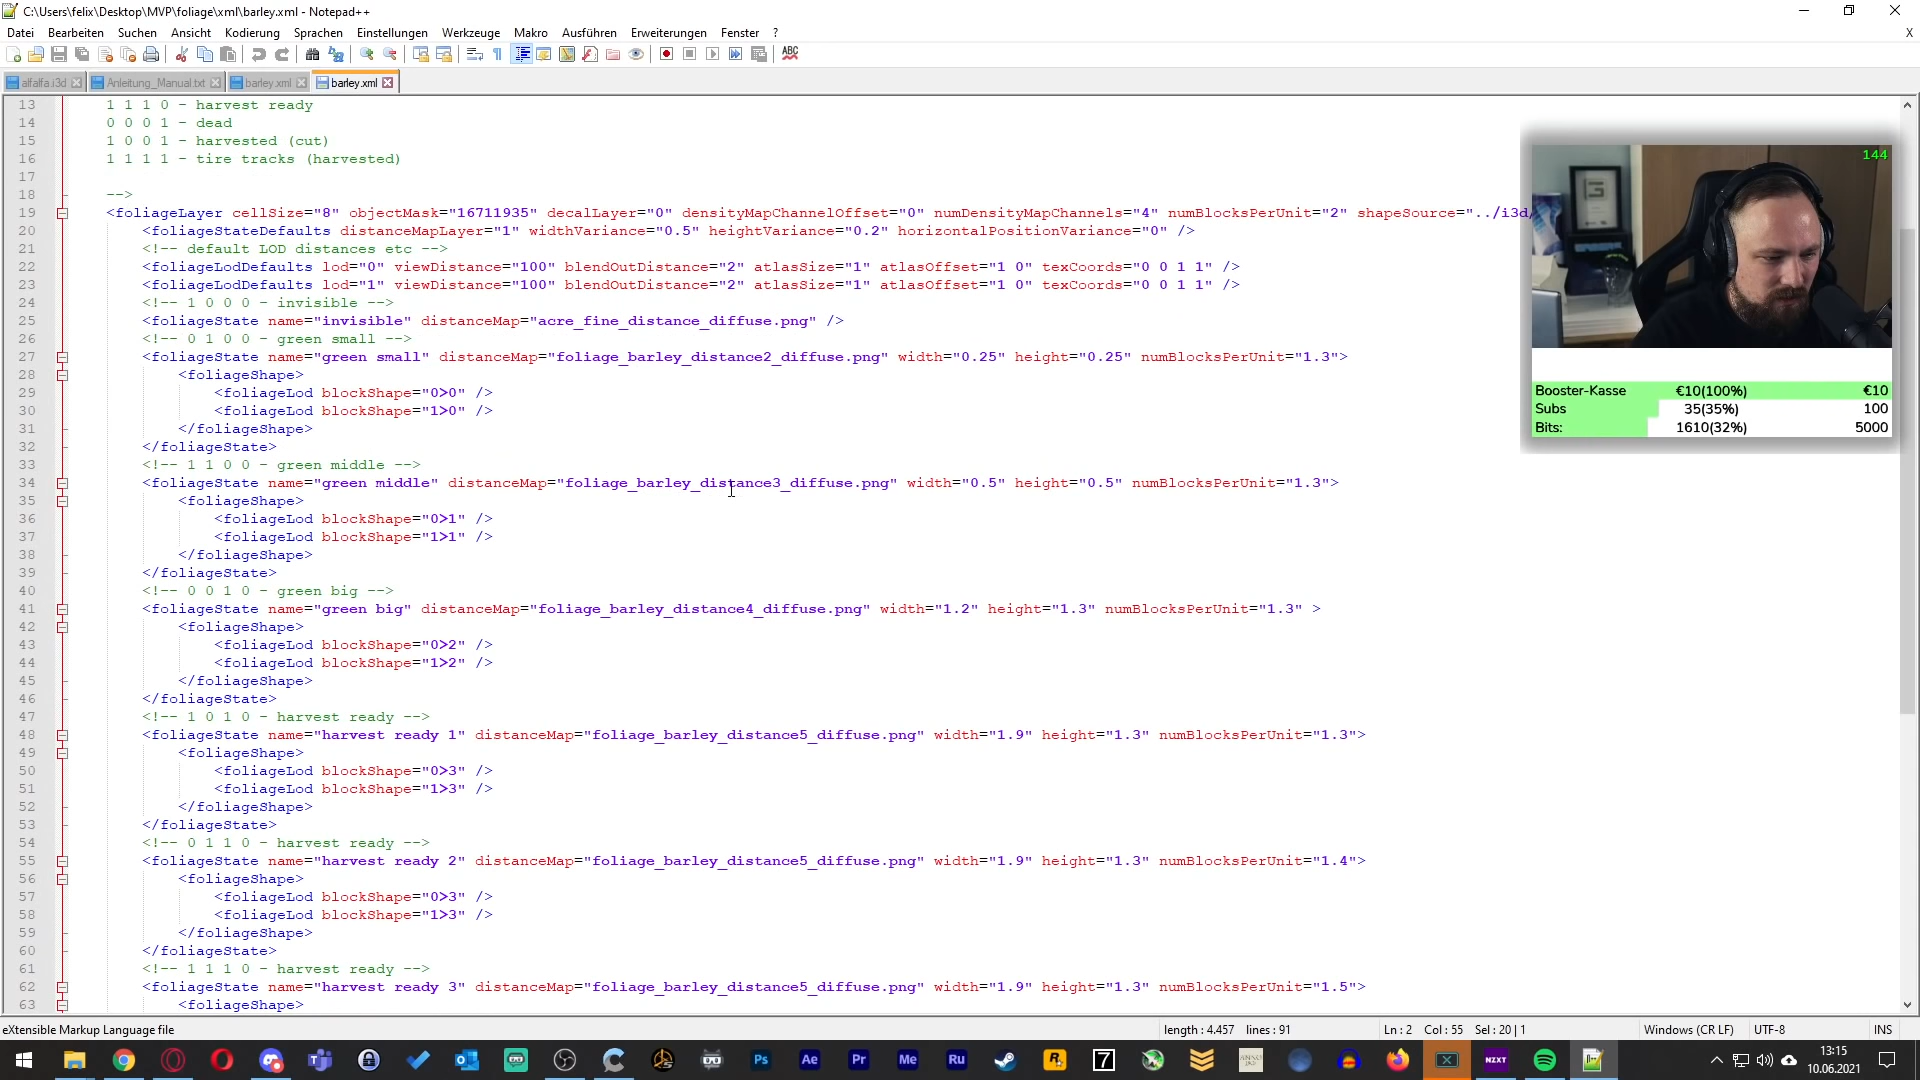 C:\Users\felix\Desktop\MVP\foliage\xml\barley.xml - Notepad++
Datei Bearbeiten Suchen Ansicht Kodierung Sprachen Einstellungen Werkzeuge Makro Ausführen Erweiterungen Fenster ? X
alfalfa.i3d Anleitung_Manual.txt barley.xml barley.xml
13 1 1 1 0 - harvest ready
14 0 0 0 1 - dead
15 1 0 0 1 - harvested (cut)
16 1 1 1 1 - tire tracks (harvested)
17
18 -->
19 <foliageLayer cellSize="8" objectMask="16711935" decalLayer="0" densityMapChannelOffset="0" numDensityMapChannels="4" numBlocksPerUnit="2" shapeSource="../i3d/
20 <foliageStateDefaults distanceMapLayer="1" widthVariance="0.5" heightVariance="0.2" horizontalPositionVariance="0" />
21 <!-- default LOD distances etc -->
22 <foliageLodDefaults lod="0" viewDistance="100" blendOutDistance="2" atlasSize="1" atlasOffset="1 0" texCoords="0 0 1 1" />
23 <foliageLodDefaults lod="1" viewDistance="100" blendOutDistance="2" atlasSize="1" atlasOffset="1 0" texCoords="0 0 1 1" />
24 <!-- 1 0 0 0 - invisible -->
25 <foliageState name="invisible" distanceMap="acre_fine_distance_diffuse.png" />
26 <!-- 0 1 0 0 - green small -->
27 <foliageState name="green small" distanceMap="foliage_barley_distance2_diffuse.png" width="0.25" height="0.25" numBlocksPerUnit="1.3">
28 <foliageShape>
29 <foliageLod blockShape="0>0" />
30 <foliageLod blockShape="1>0" />
31 </foliageShape>
32 </foliageState>
33 <!-- 1 1 0 0 - green middle -->
34 <foliageState name="green middle" distanceMap="foliage_barley_distance3_diffuse.png" width="0.5" height="0.5" numBlocksPerUnit="1.3">
35 <foliageShape>
36 <foliageLod blockShape="0>1" />
37 <foliageLod blockShape="1>1" />
38 </foliageShape>
39 </foliageState>
40 <!-- 0 0 1 0 - green big -->
41 <foliageState name="green big" distanceMap="foliage_barley_distance4_diffuse.png" width="1.2" height="1.3" numBlocksPerUnit="1.3" >
42 <foliageShape>
43 <foliageLod blockShape="0>2" />
44 <foliageLod blockShape="1>2" />
45 </foliageShape>
46 </foliageState>
47 <!-- 1 0 1 0 - harvest ready -->
48 <foliageState name="harvest ready 1" distanceMap="foliage_barley_distance5_diffuse.png" width="1.9" height="1.3" numBlocksPerUnit="1.3">
49 <foliageShape>
50 <foliageLod blockShape="0>3" />
51 <foliageLod blockShape="1>3" />
52 </foliageShape>
53 </foliageState>
54 <!-- 0 1 1 0 - harvest ready -->
55 <foliageState name="harvest ready 2" distanceMap="foliage_barley_distance5_diffuse.png" width="1.9" height="1.3" numBlocksPerUnit="1.4">
56 <foliageShape>
57 <foliageLod blockShape="0>3" />
58 <foliageLod blockShape="1>3" />
59 </foliageShape>
60 </foliageState>
61 <!-- 1 1 1 0 - harvest ready -->
62 <foliageState name="harvest ready 3" distanceMap="foliage_barley_distance5_diffuse.png" width="1.9" height="1.3" numBlocksPerUnit="1.5">
63 <foliageShape>
144
Booster-Kasse €10(100%) €10
Subs 35(35%) 100
Bits: 1610(32%) 5000
eXtensible Markup Language file length : 4.457 lines : 91 Ln : 2 Col : 55 Sel : 20 | 1 Windows (CR LF) UTF-8 INS
Ps Ae Pr Me Ru R 7 NZXT
13:15
10.06.2021